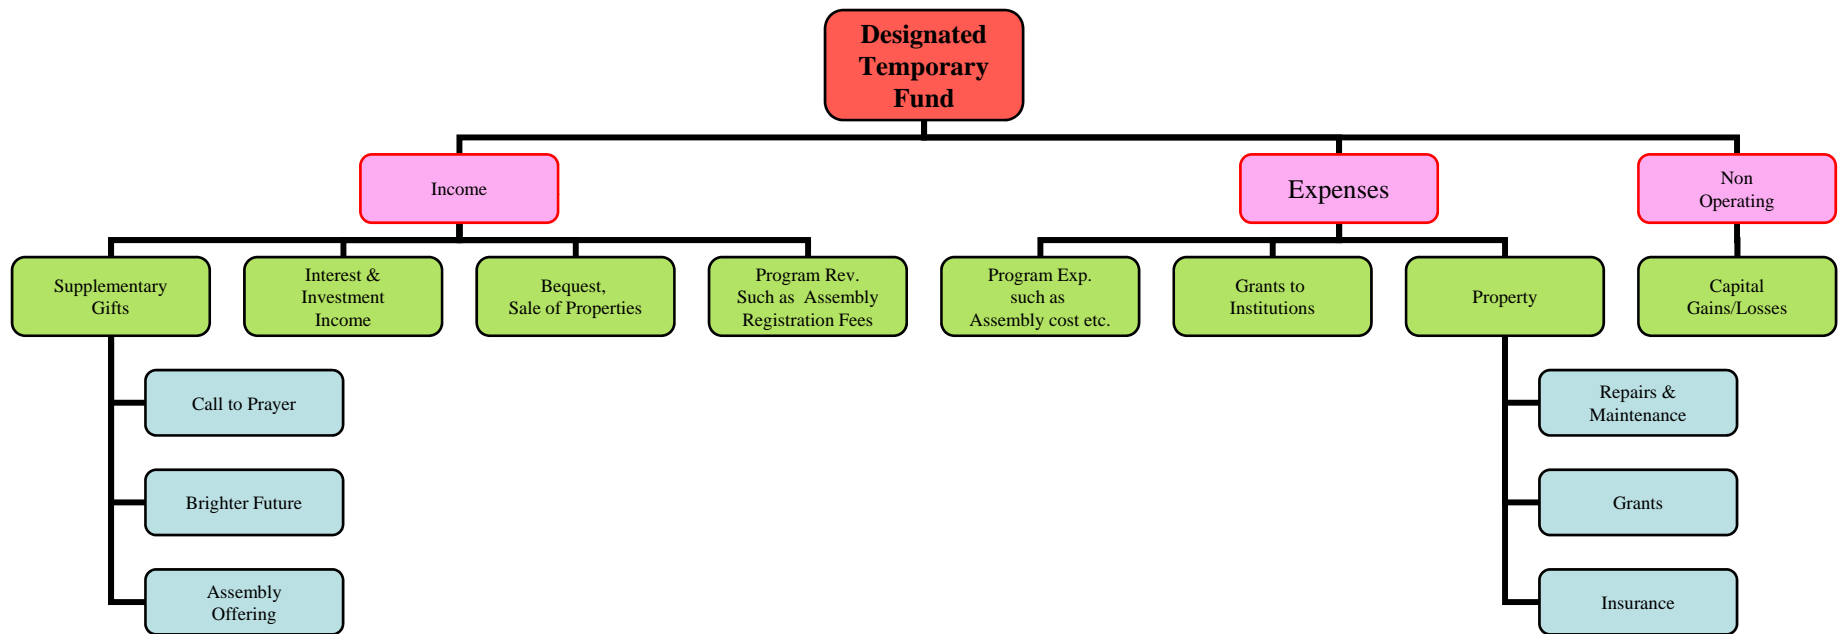 Designated
Temporary
Fund
Income
Expenses
Non
Operating
Supplementary
Gifts
Interest &
Investment
Income
Bequest,
Sale of Properties
Program Rev.
Such as Assembly
Registration Fees
Program Exp.
such as
Assembly cost etc.
Grants to
Institutions
Property
Capital
Gains/Losses
Call to Prayer
Repairs &
Maintenance
Brighter Future
Grants
Assembly
Offering
Insurance